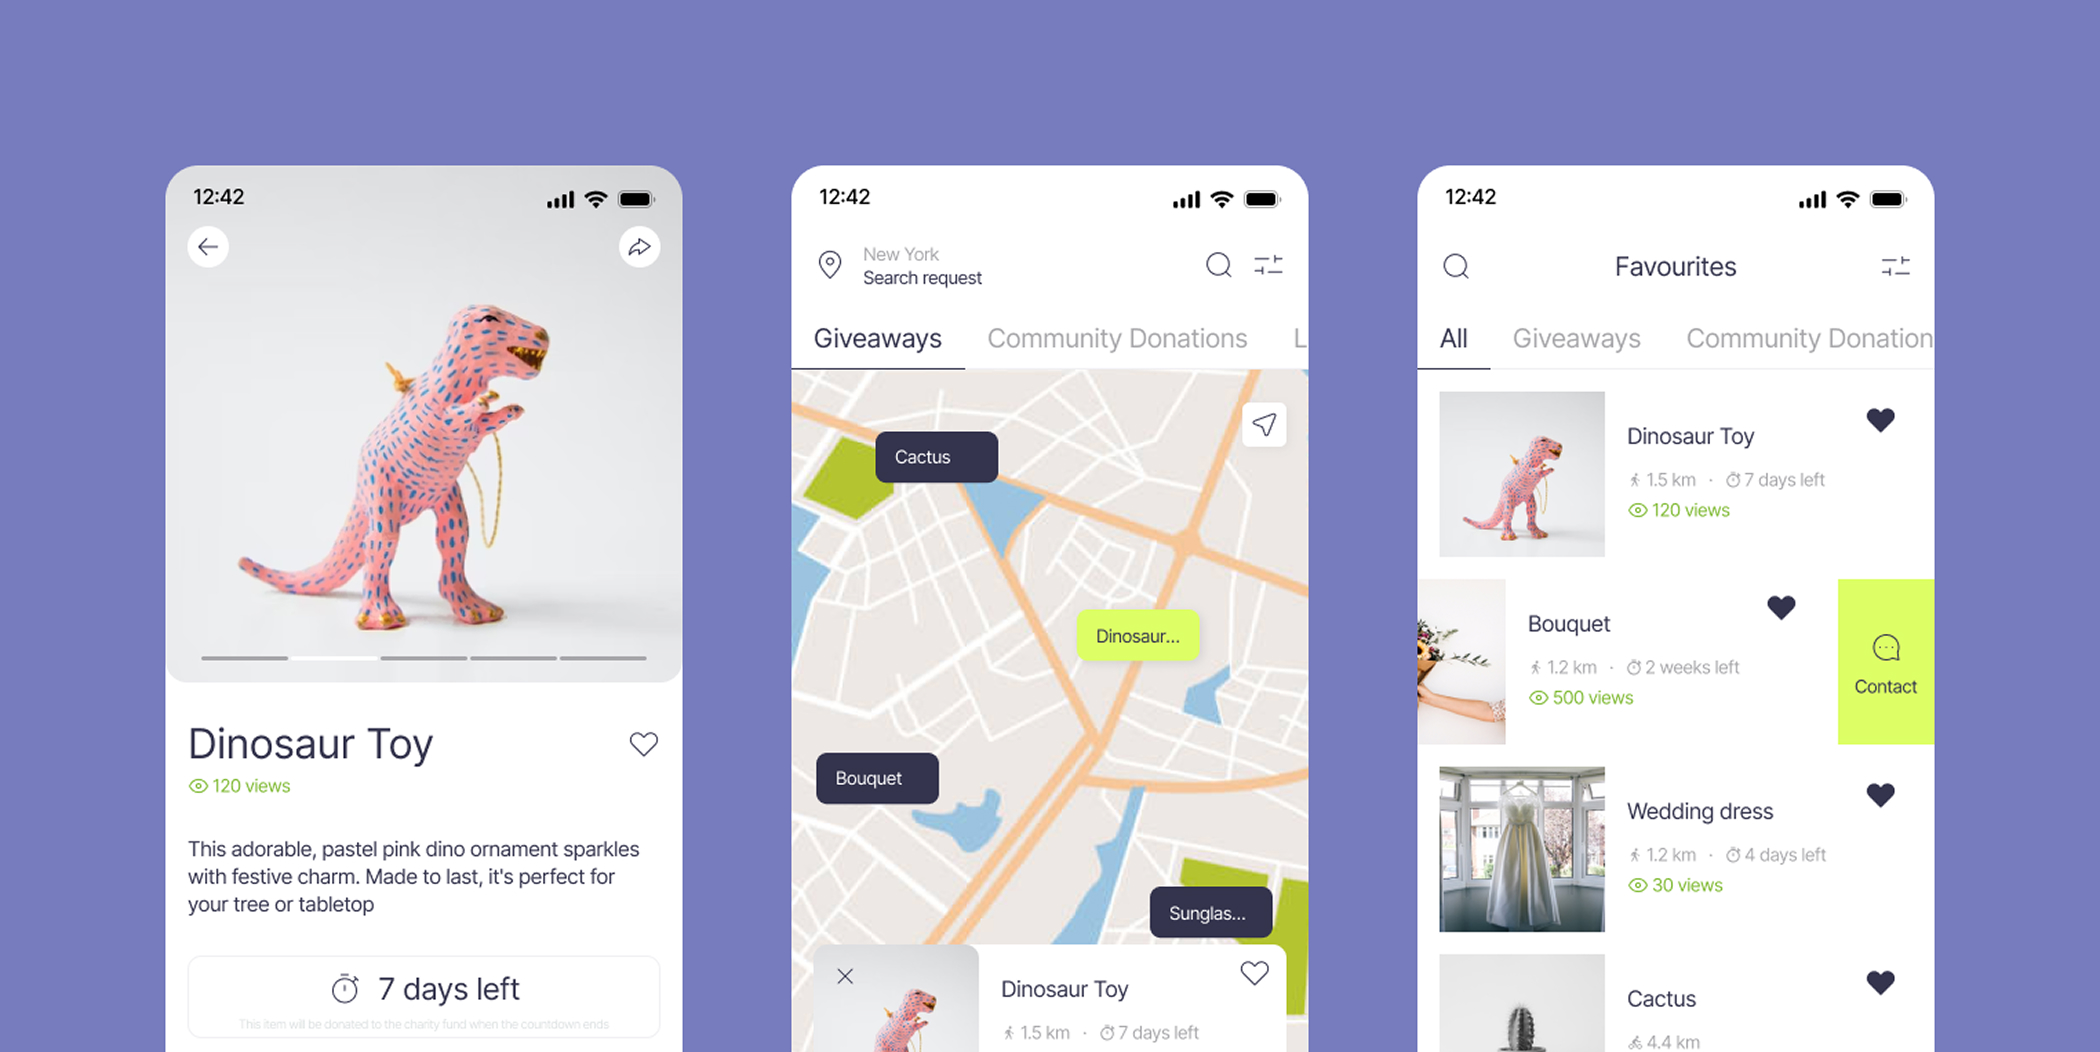 12:42
Dinosaur Toy
120 views
This adorable, pastel pink dino ornament sparkles
with festive charm. Made to last, it's perfect for
your tree or tabletop
7 days left
This item will be donated to the charity fund when the countdown ends
12:42
New York
Search request
Giveaways Community Donations L
Cactus
Dinosaur...
Bouquet
Sunglas...
Dinosaur Toy
1.5 km · 7 days left
12:42
Favourites
All Giveaways Community Donation
Dinosaur Toy
1.5 km · 7 days left
120 views
Bouquet
1.2 km · 2 weeks left
500 views
Contact
Wedding dress
1.2 km · 4 days left
30 views
Cactus
4.4 km